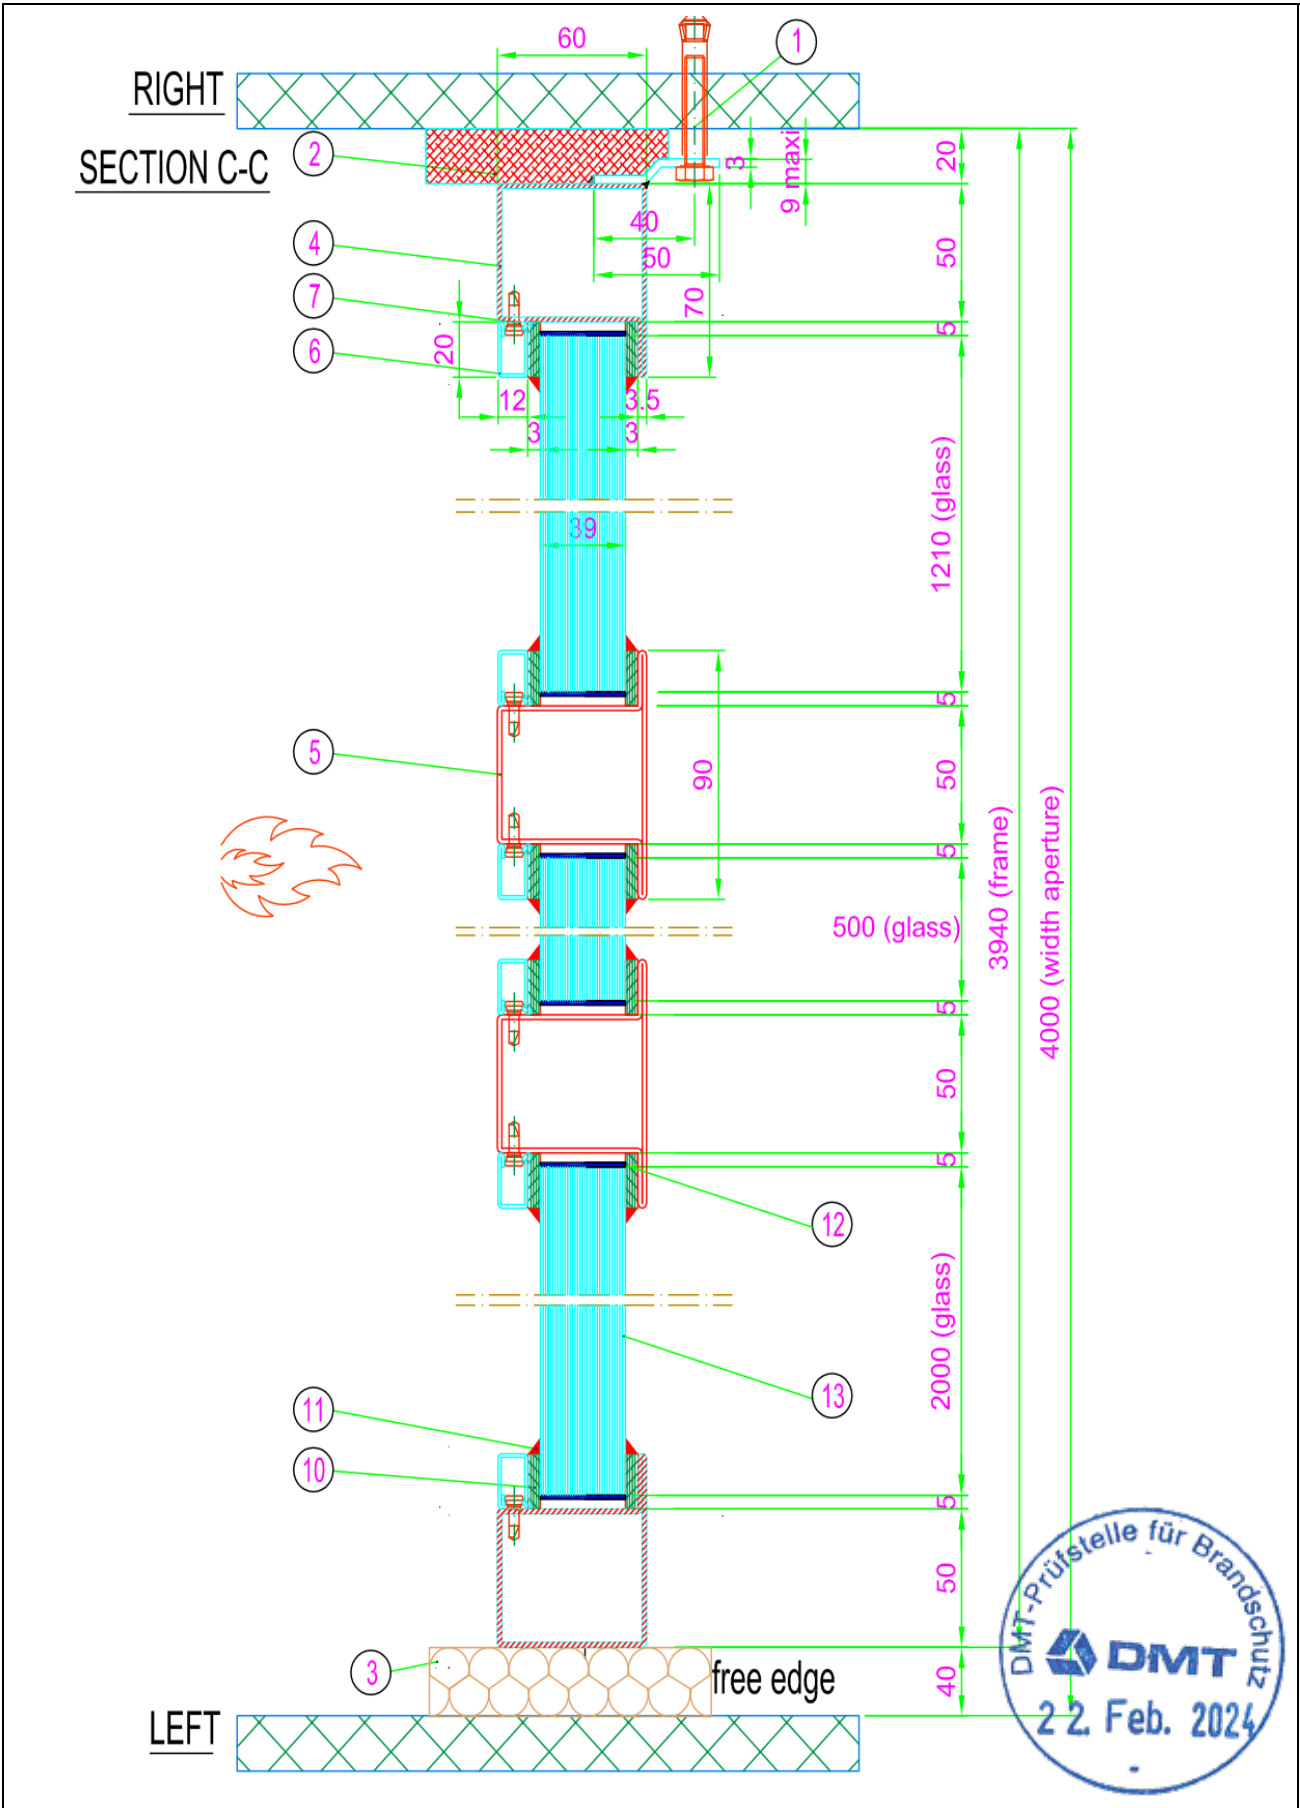 60
1
RIGHT
2
SECTION C-C
3
9 maxi
20
4
40
50
50
7
70
5
6
20
12
3.5
3
3
1210 (glass)
39
5
5
90
50
3940 (frame)
4000 (width aperture)
5
500 (glass)
5
50
5
12
2000 (glass)
13
11
10
5
50
3
free edge
40
LEFT
DMT-Prüfstelle für Brandschutz
DMT
22. Feb. 2024